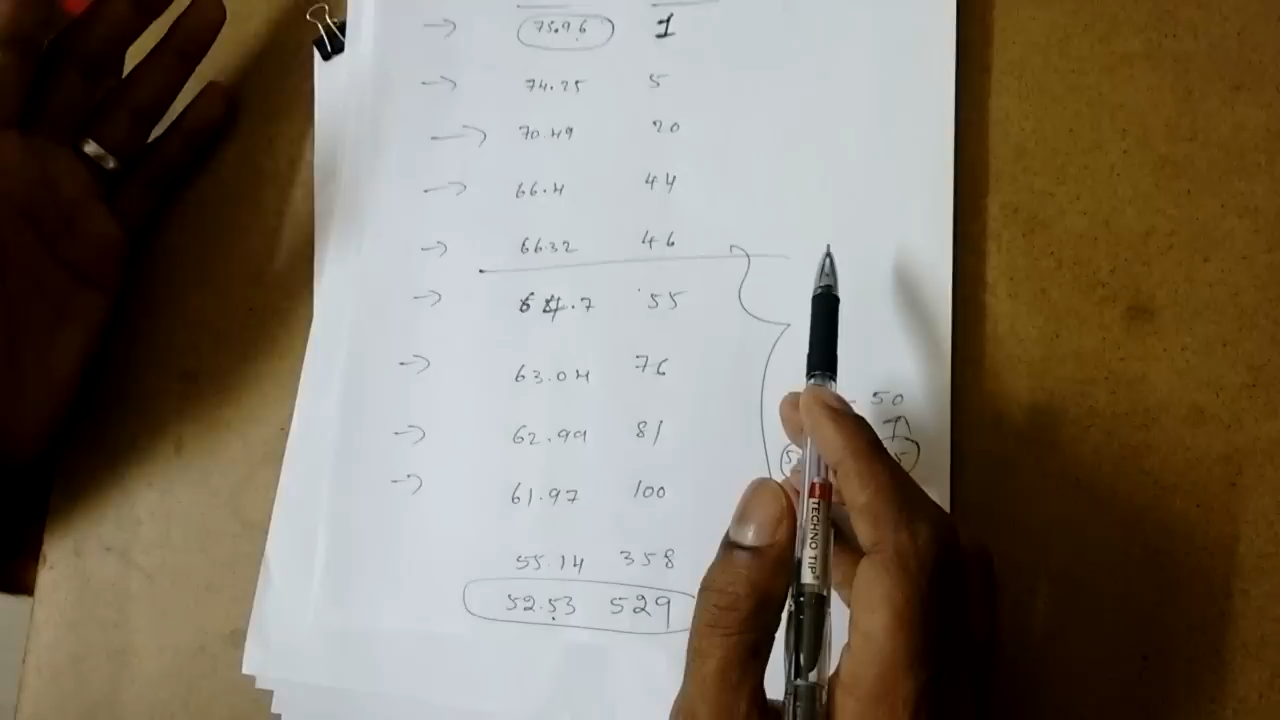 → 75.96 1
→ 74.25 5
→ 70.49 20
→ 66.4 44
→ 66.32 46
→ .7 55
→ 63.04 76
→ 62.99 81
→ 61.97 100
55.14 358
52.53 529
- 50
5
TECHNO TIP